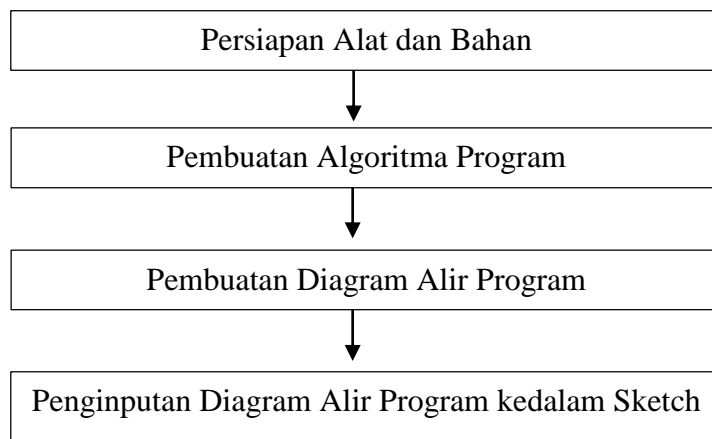 Persiapan Alat dan Bahan
Pembuatan Algoritma Program
Pembuatan Diagram Alir Program
Penginputan Diagram Alir Program kedalam Sketch